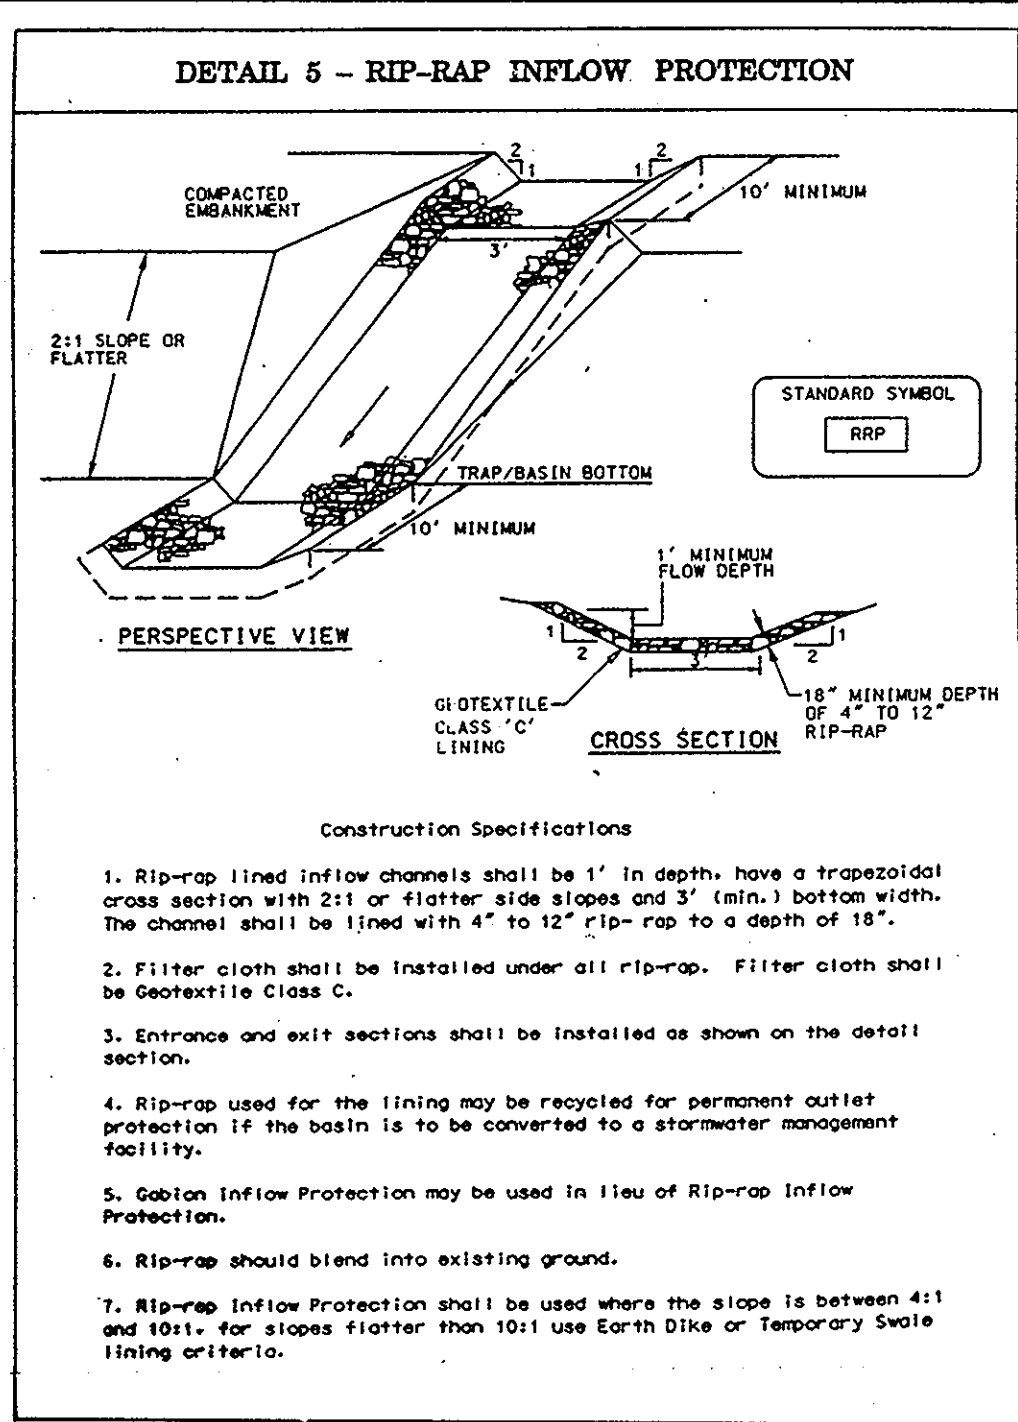 DETAIL 5 - RIP-RAP INFLOW PROTECTION
2
1
1
2
COMPACTED
EMBANKMENT
10' MINIMUM
3'
2:1 SLOPE OR
FLATTER
STANDARD SYMBOL
RRP
TRAP/BASIN BOTTOM
10' MINIMUM
1' MINIMUM
FLOW DEPTH
PERSPECTIVE VIEW
1
2
3'
1
2
GEOTEXTILE
CLASS 'C'
LINING
18" MINIMUM DEPTH
OF 4" TO 12"
RIP-RAP
CROSS SECTION
Construction Specifications
1. Rip-rap lined inflow channels shall be 1' in depth, have a trapezoidal
cross section with 2:1 or flatter side slopes and 3' (min.) bottom width.
The channel shall be lined with 4" to 12" rip- rap to a depth of 18".
2. Filter cloth shall be installed under all rip-rap. Filter cloth shall
be Geotextile Class C.
3. Entrance and exit sections shall be installed as shown on the detail
section.
4. Rip-rap used for the lining may be recycled for permanent outlet
protection if the basin is to be converted to a stormwater management
facility.
5. Gabion Inflow Protection may be used in lieu of Rip-rap Inflow
Protection.
6. Rip-rap should blend into existing ground.
7. Rip-rap Inflow Protection shall be used where the slope is between 4:1
and 10:1, for slopes flatter than 10:1 use Earth Dike or Temporary Swale
lining criteria.